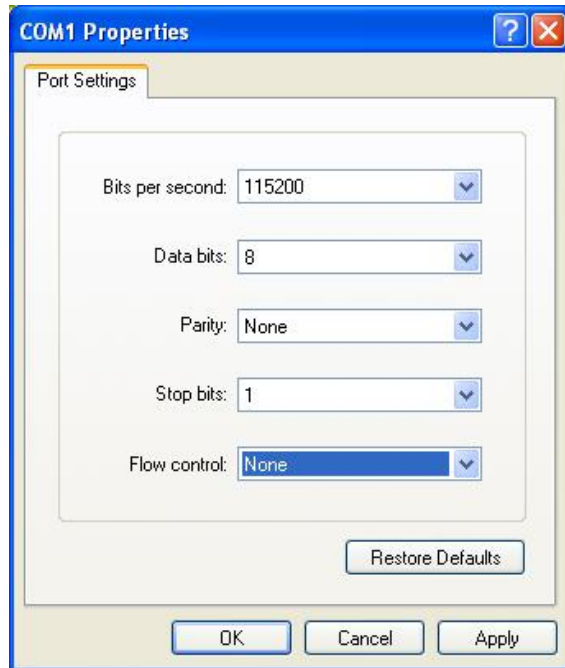 COM1 Properties
Port Settings
Bits per second: 115200
Data bits: 8
Parity: None
Stop bits: 1
Flow control: None
Restore Defaults
OK Cancel Apply